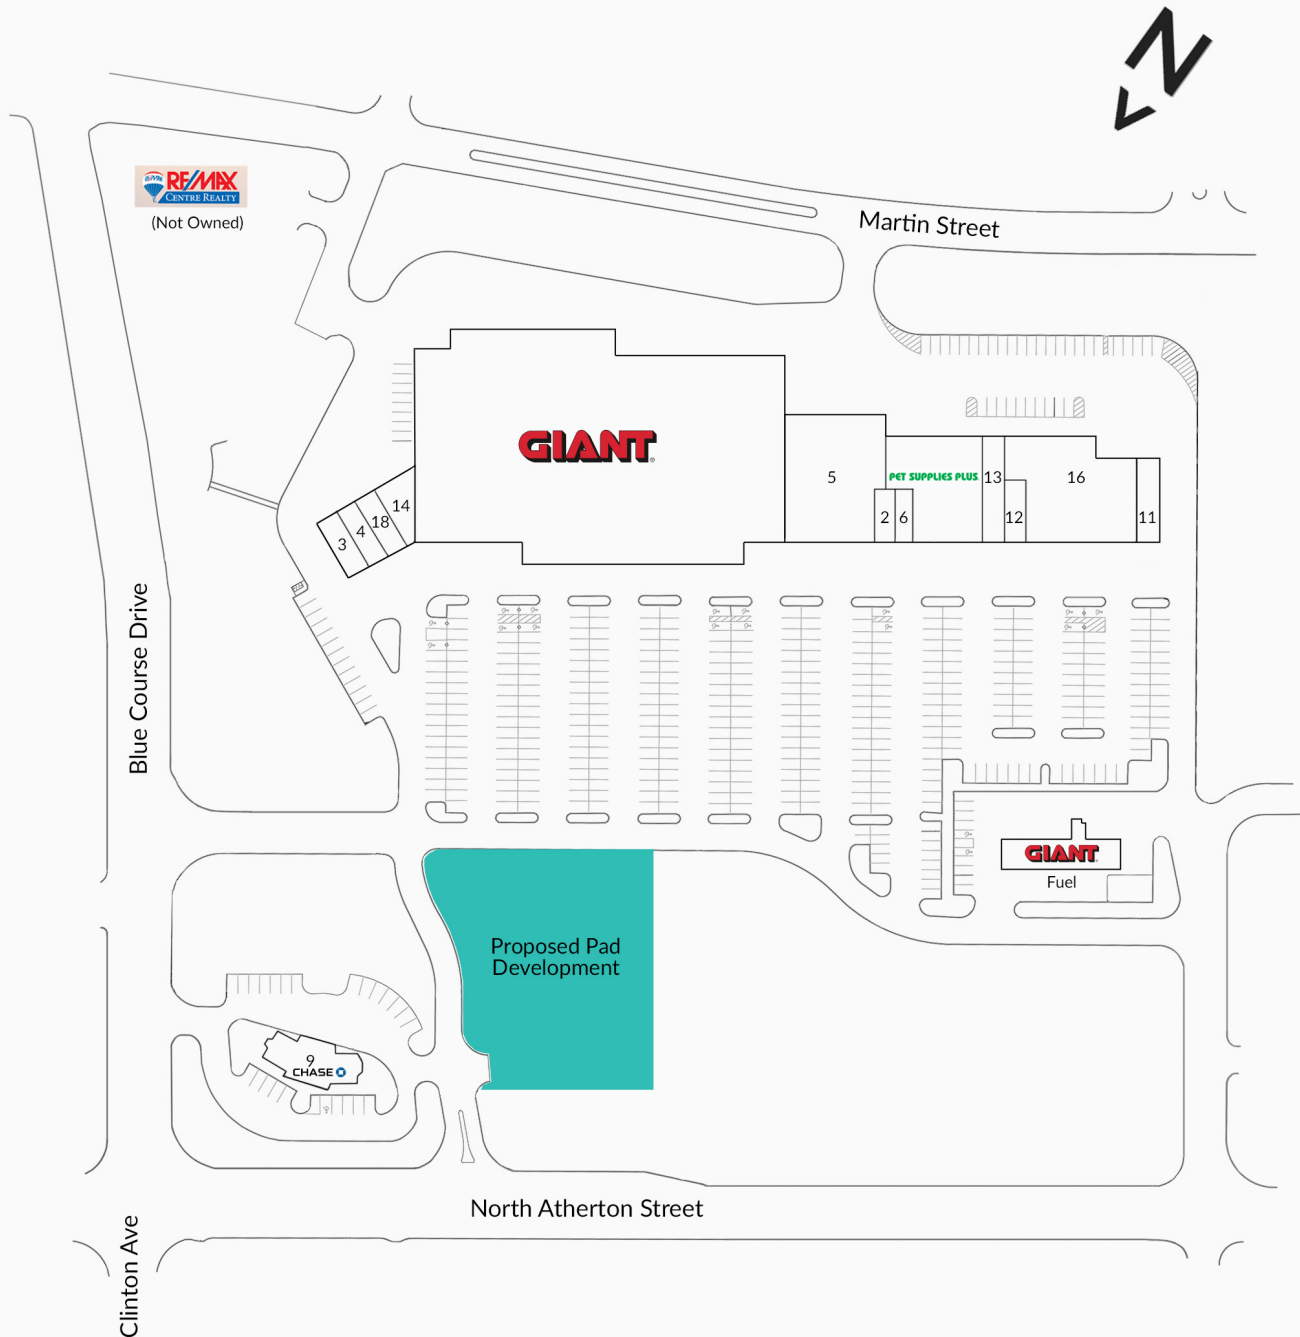 N
RE/MAX
RE/MAX
CENTRE REALTY
(Not Owned)
Martin Street
GIANT
5
PET SUPPLIES PLUS
13
16
14
18
4
3
2
6
12
11
Blue Course Drive
GIANT
Fuel
Proposed Pad
Development
9
CHASE
North Atherton Street
Clinton Ave